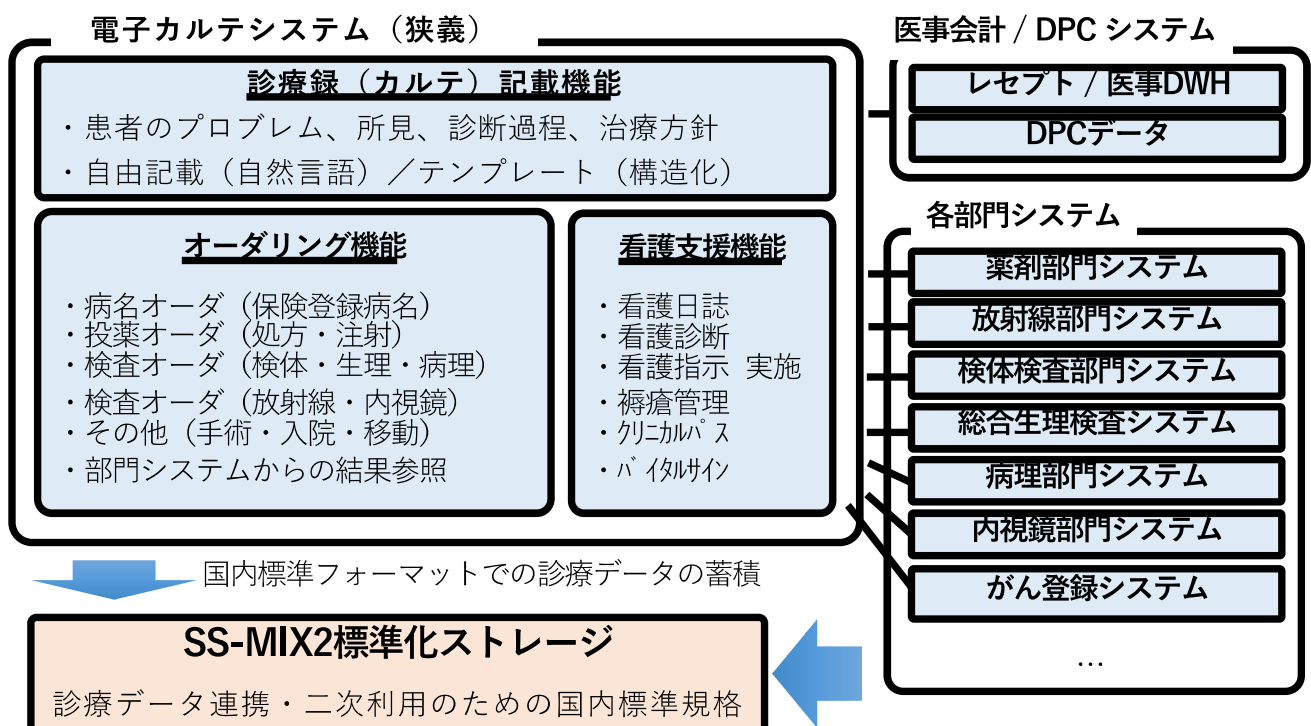 電子カルテシステム（狭義）
診療録（カルテ）記載機能
・患者のプロブレム、所見、診断過程、治療方針
・自由記載（自然言語）／テンプレート（構造化）
オーダリング機能
・病名オーダ（保険登録病名）
・投薬オーダ（処方・注射）
・検査オーダ（検体・生理・病理）
・検査オーダ（放射線・内視鏡）
・その他（手術・入院・移動）
・部門システムからの結果参照
看護支援機能
・看護日誌
・看護診断
・看護指示 実施
・褥瘡管理
・ｸﾘﾆｶﾙﾊﾟｽ
・ﾊﾞｲﾀﾙｻｲﾝ
医事会計 / DPC システム
レセプト / 医事DWH
DPCデータ
各部門システム
薬剤部門システム
放射線部門システム
検体検査部門システム
総合生理検査システム
病理部門システム
内視鏡部門システム
がん登録システム
…
国内標準フォーマットでの診療データの蓄積
SS-MIX2標準化ストレージ
診療データ連携・二次利用のための国内標準規格